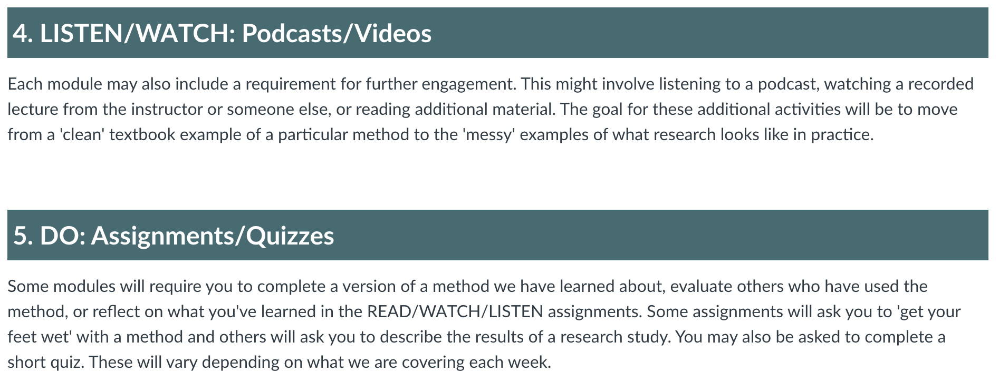 4. LISTEN/WATCH: Podcasts/Videos
Each module may also include a requirement for further engagement. This might involve listening to a podcast, watching a recorded
lecture from the instructor or someone else, or reading additional material. The goal for these additional activities will be to move
from a 'clean' textbook example of a particular method to the 'messy' examples of what research looks like in practice.
5. DO: Assignments/Quizzes
Some modules will require you to complete a version of a method we have learned about, evaluate others who have used the
method, or reflect on what you've learned in the READ/WATCH/LISTEN assignments. Some assignments will ask you to 'get your
feet wet' with a method and others will ask you to describe the results of a research study. You may also be asked to complete a
short quiz. These will vary depending on what we are covering each week.